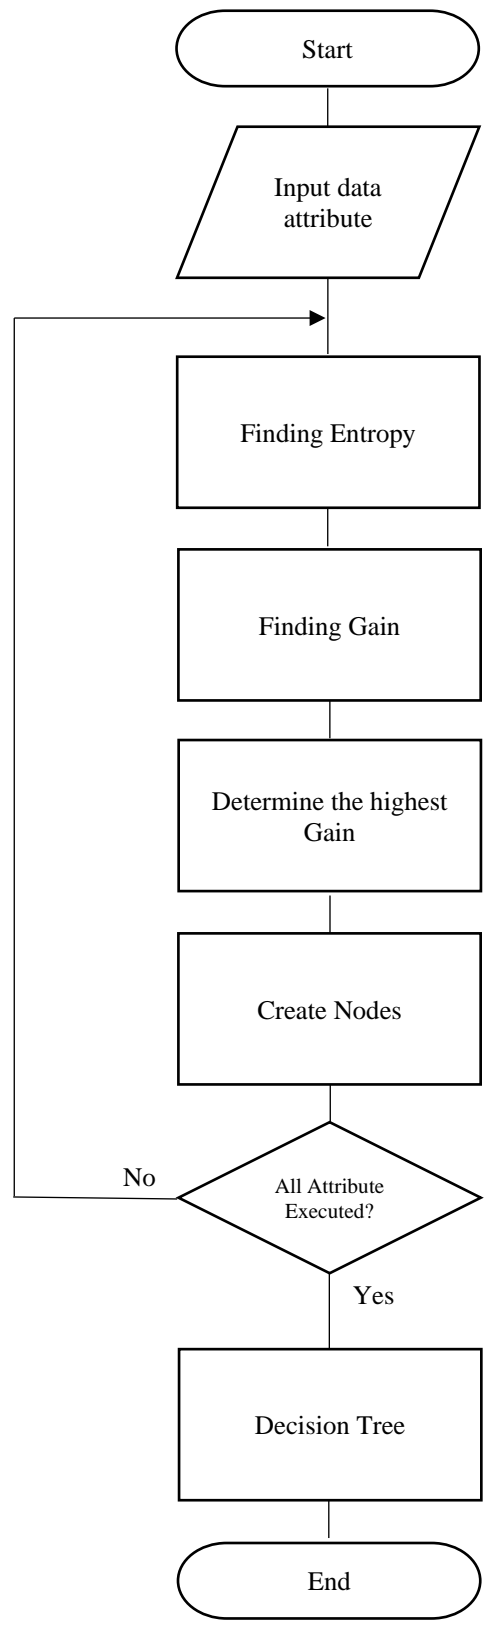 Start
Input data
attribute
Finding Entropy
Finding Gain
Determine the highest
Gain
Create Nodes
No
All Attribute
Executed?
Yes
Decision Tree
End